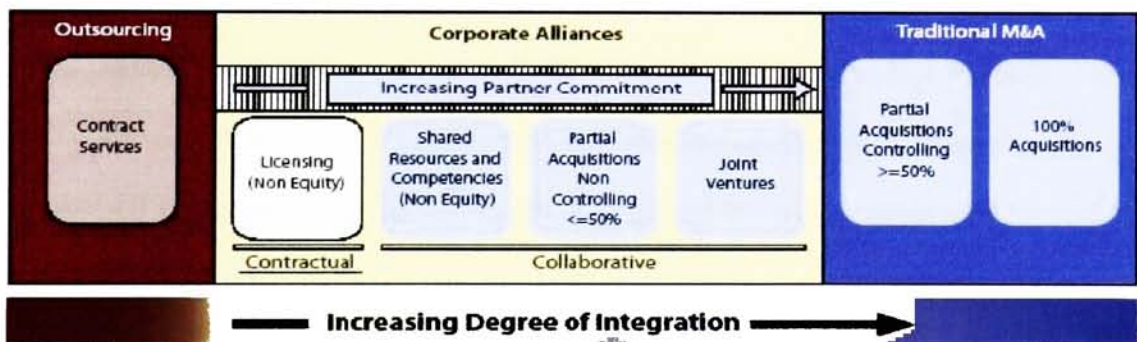 Outsourcing
Corporate Alliances
Traditional M&A
Increasing Partner Commitment
Contract
Services
Licensing
(Non Equity)
Shared
Resources and
Competencies
(Non Equity)
Partial
Acquisitions
Non
Controlling
<=50%
Joint
Ventures
Partial
Acquisitions
Controlling
>=50%
100%
Acquisitions
Contractual
Collaborative
Increasing Degree of Integration